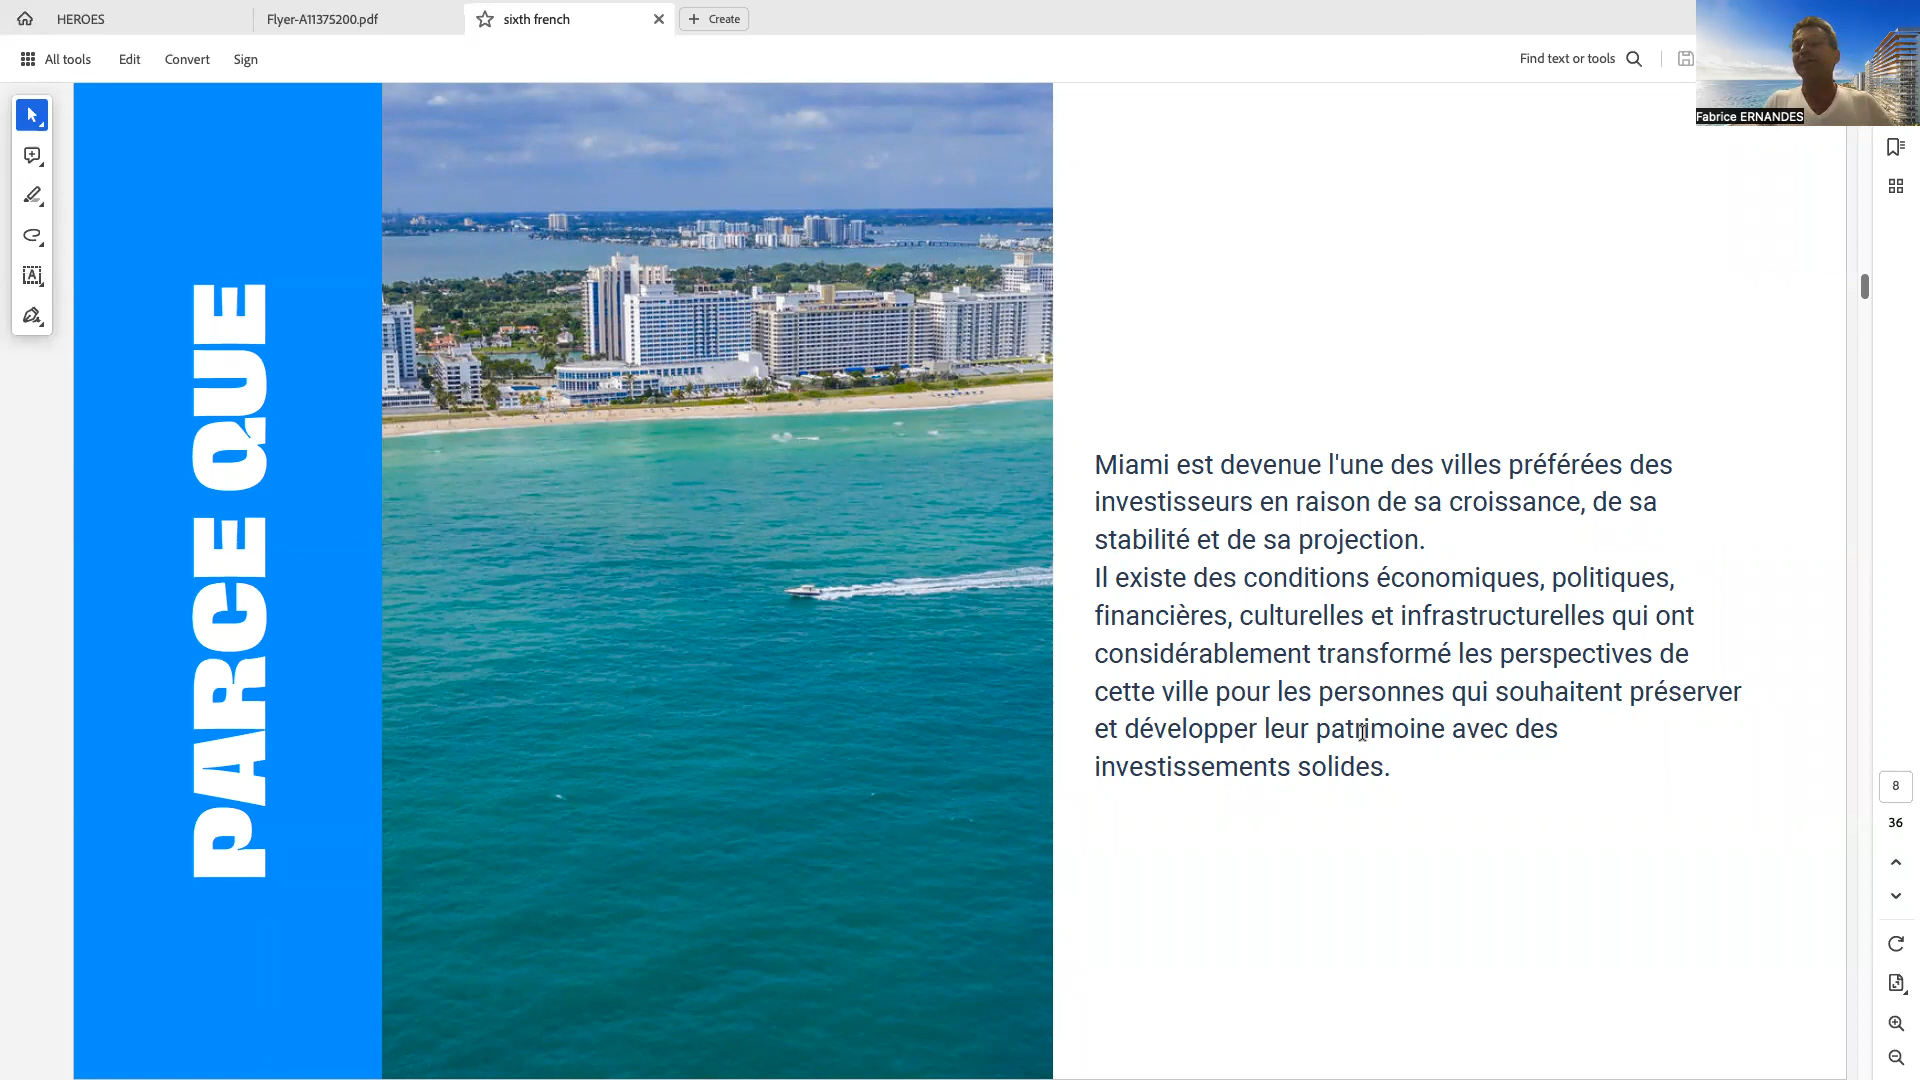 HEROES
Flyer-A11375200.pdf
sixth french
Create
All tools
Edit
Convert
Sign
Find text or tools
Fabrice ERNANDES
PARCE QUE
Miami est devenue l'une des villes préférées des
investisseurs en raison de sa croissance, de sa
stabilité et de sa projection.
Il existe des conditions économiques, politiques,
financières, culturelles et infrastructurelles qui ont
considérablement transformé les perspectives de
cette ville pour les personnes qui souhaitent préserver
et développer leur patrimoine avec des
investissements solides.
8
36